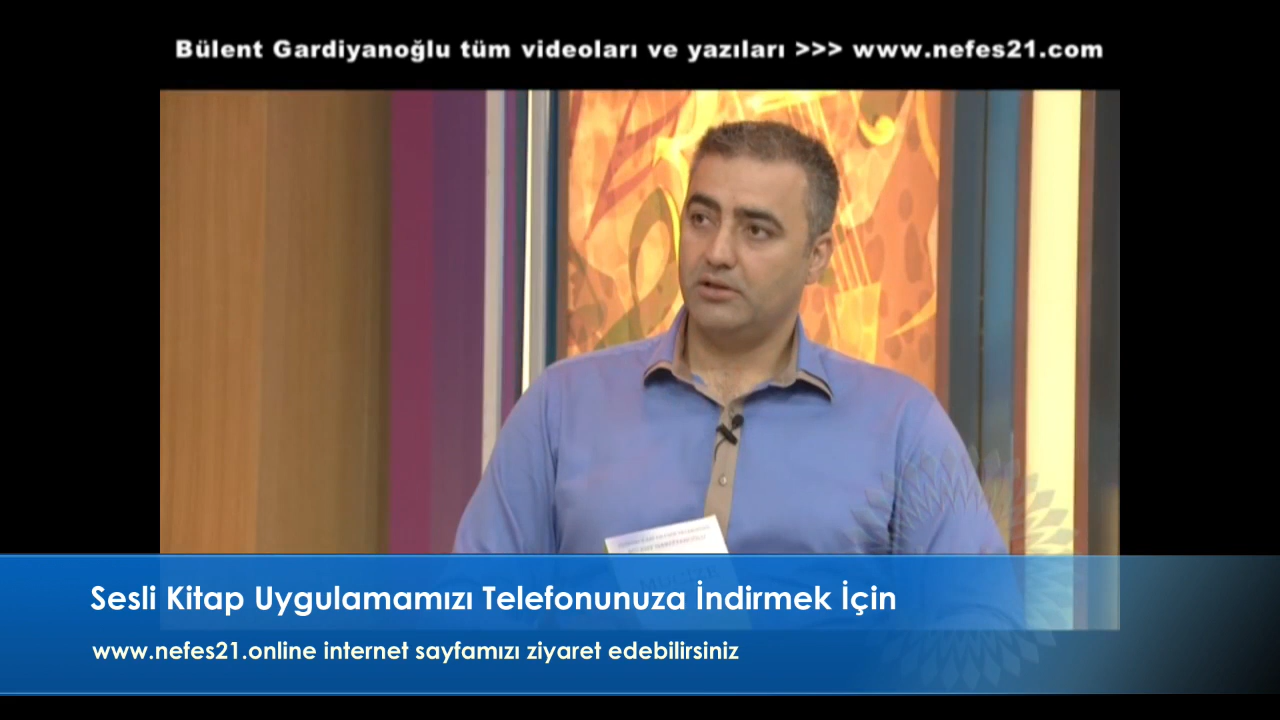 Bülent Gardiyanoğlu tüm videoları ve yazıları >>> www.nefes21.com
Sesli Kitap Uygulamamızı Telefonunuza İndirmek İçin
www.nefes21.online internet sayfamızı ziyaret edebilirsiniz